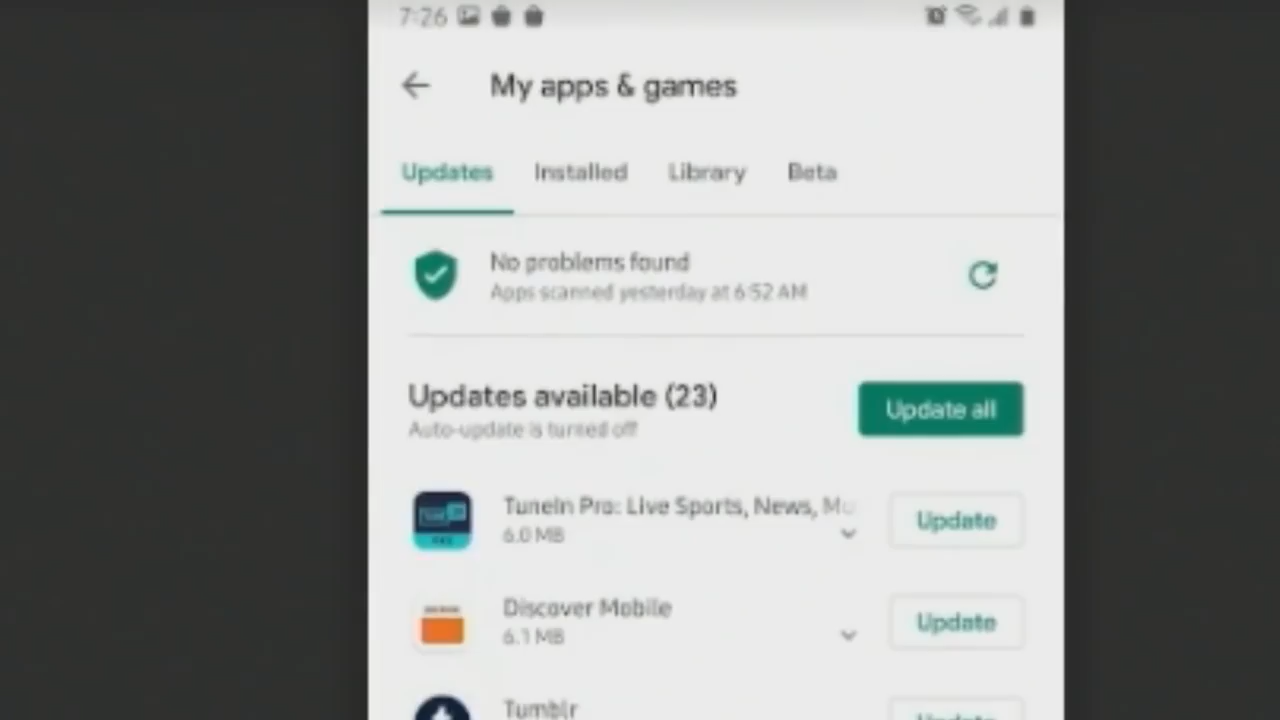 7:26
My apps & games
Updates Installed Library Beta
No problems found
Apps scanned yesterday at 6:52 AM
Updates available (23)
Update all
Auto-update is turned off
TuneIn Pro: Live Sports, News, Mu
Update
6.0 MB
Discover Mobile
Update
6.1 MB
Tumblr
Update